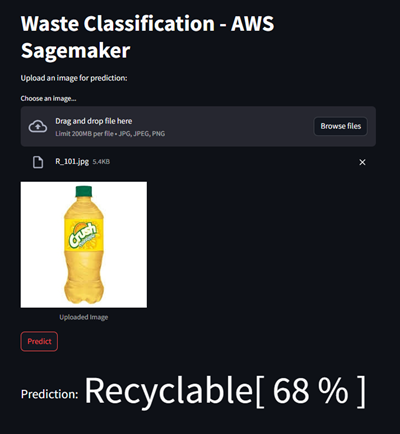 Waste Classification - AWS
Sagemaker
Upload an image for prediction:
Choose an image...
Drag and drop file here
Limit 200MB per file • JPG, JPEG, PNG
Browse files
R_101.jpg 5.4KB
Crush
Uploaded Image
Predict
Prediction: Recyclable[ 68 % ]